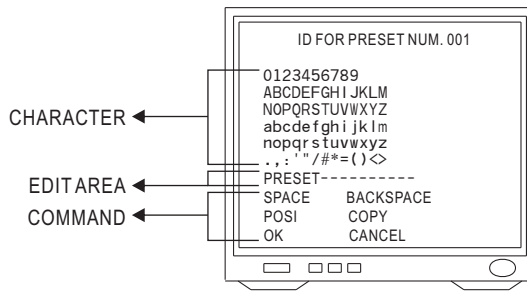 ID FOR PRESET NUM. 001
0123456789
ABCDEFGHIJKLM
NOPQRSTUVWXYZ
abcdefghijklm
nopqrstuvwxyz
.,:'"/#*=()<>
PRESET----------
SPACE BACKSPACE
POSI COPY
OK CANCEL
CHARACTER
EDIT AREA
COMMAND